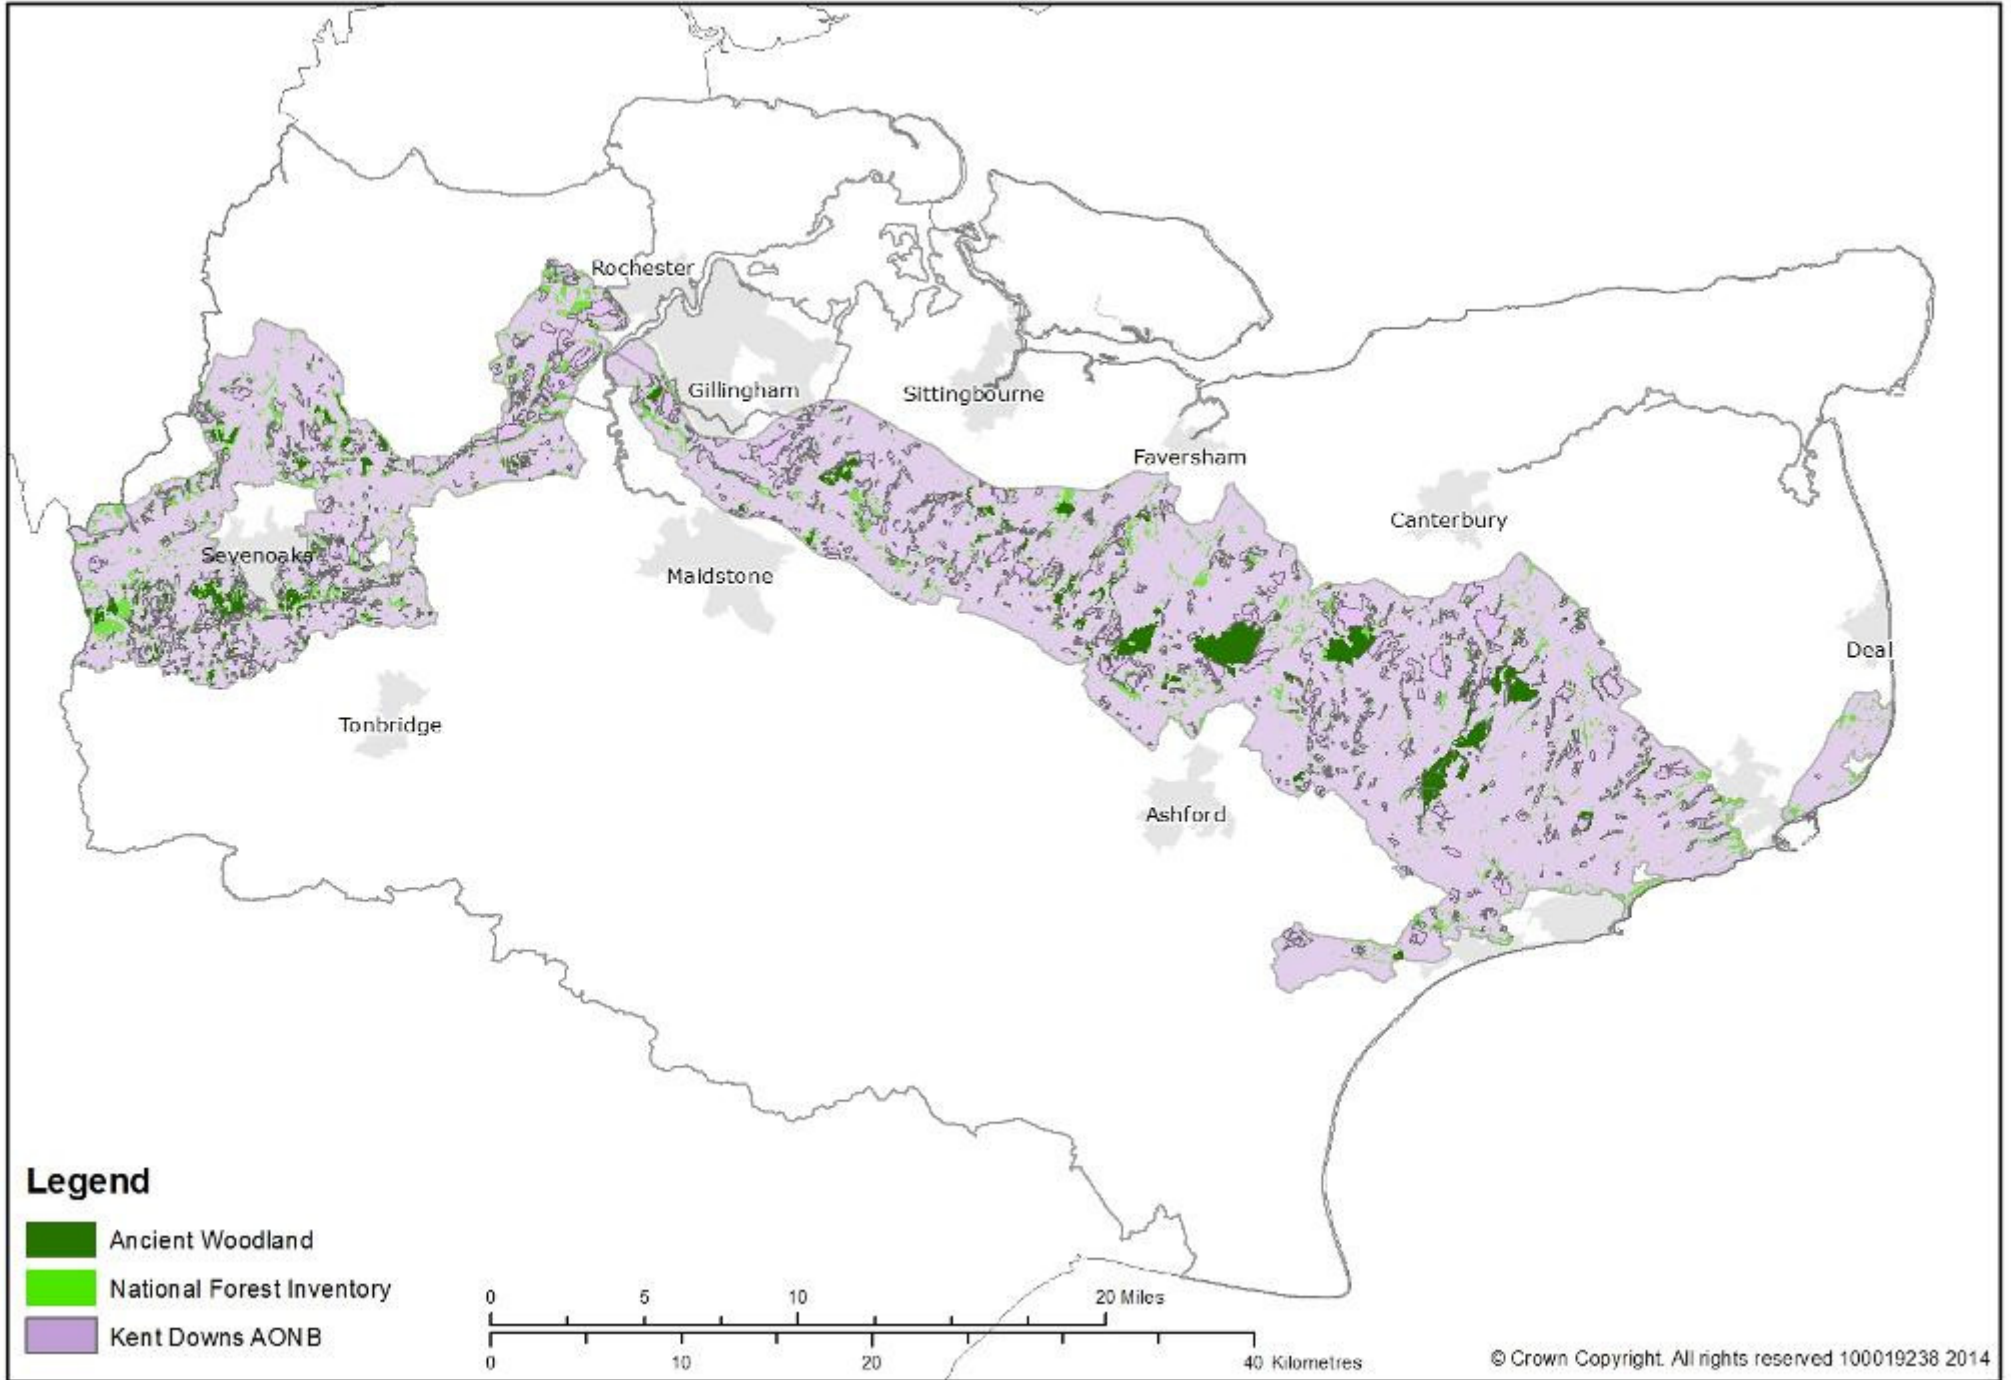 Rochester
Gillingham
Sittingbourne
Faversham
Canterbury
Sevenoaks
Maidstone
Deal
Tonbridge
Ashford
Legend
Ancient Woodland
National Forest Inventory
Kent Downs AONB
0 5 10 20 Miles
0 10 20 40 Kilometres
© Crown Copyright. All rights reserved 100019238 2014